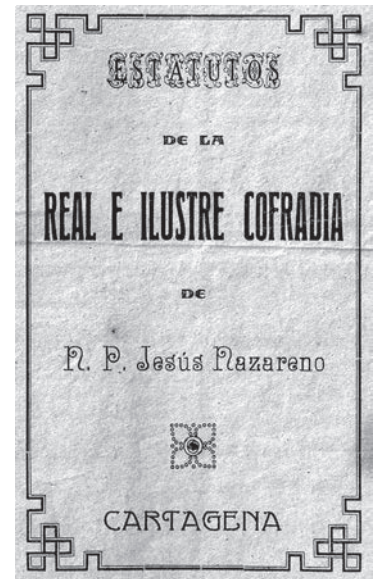 ESTATUTOS
DE LA
REAL E ILUSTRE COFRADIA
DE
N. P. Jesús Nazareno
CARTAGENA